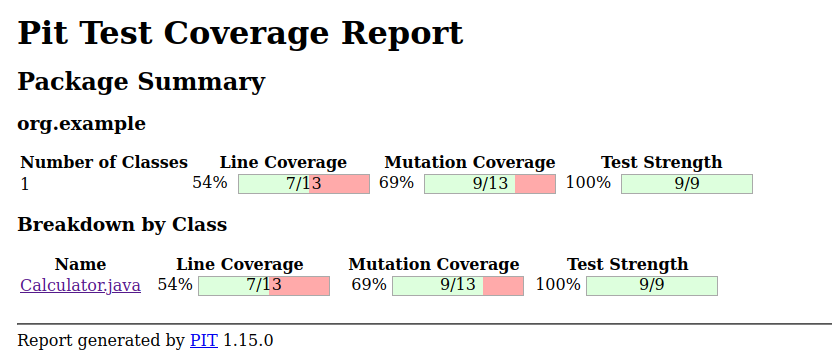 Pit Test Coverage Report
Package Summary
org.example
Number of Classes Line Coverage Mutation Coverage Test Strength
1 54% 7/13 69% 9/13 100% 9/9
Breakdown by Class
Name Line Coverage Mutation Coverage Test Strength
Calculator.java 54% 7/13 69% 9/13 100% 9/9
Report generated by PIT 1.15.0